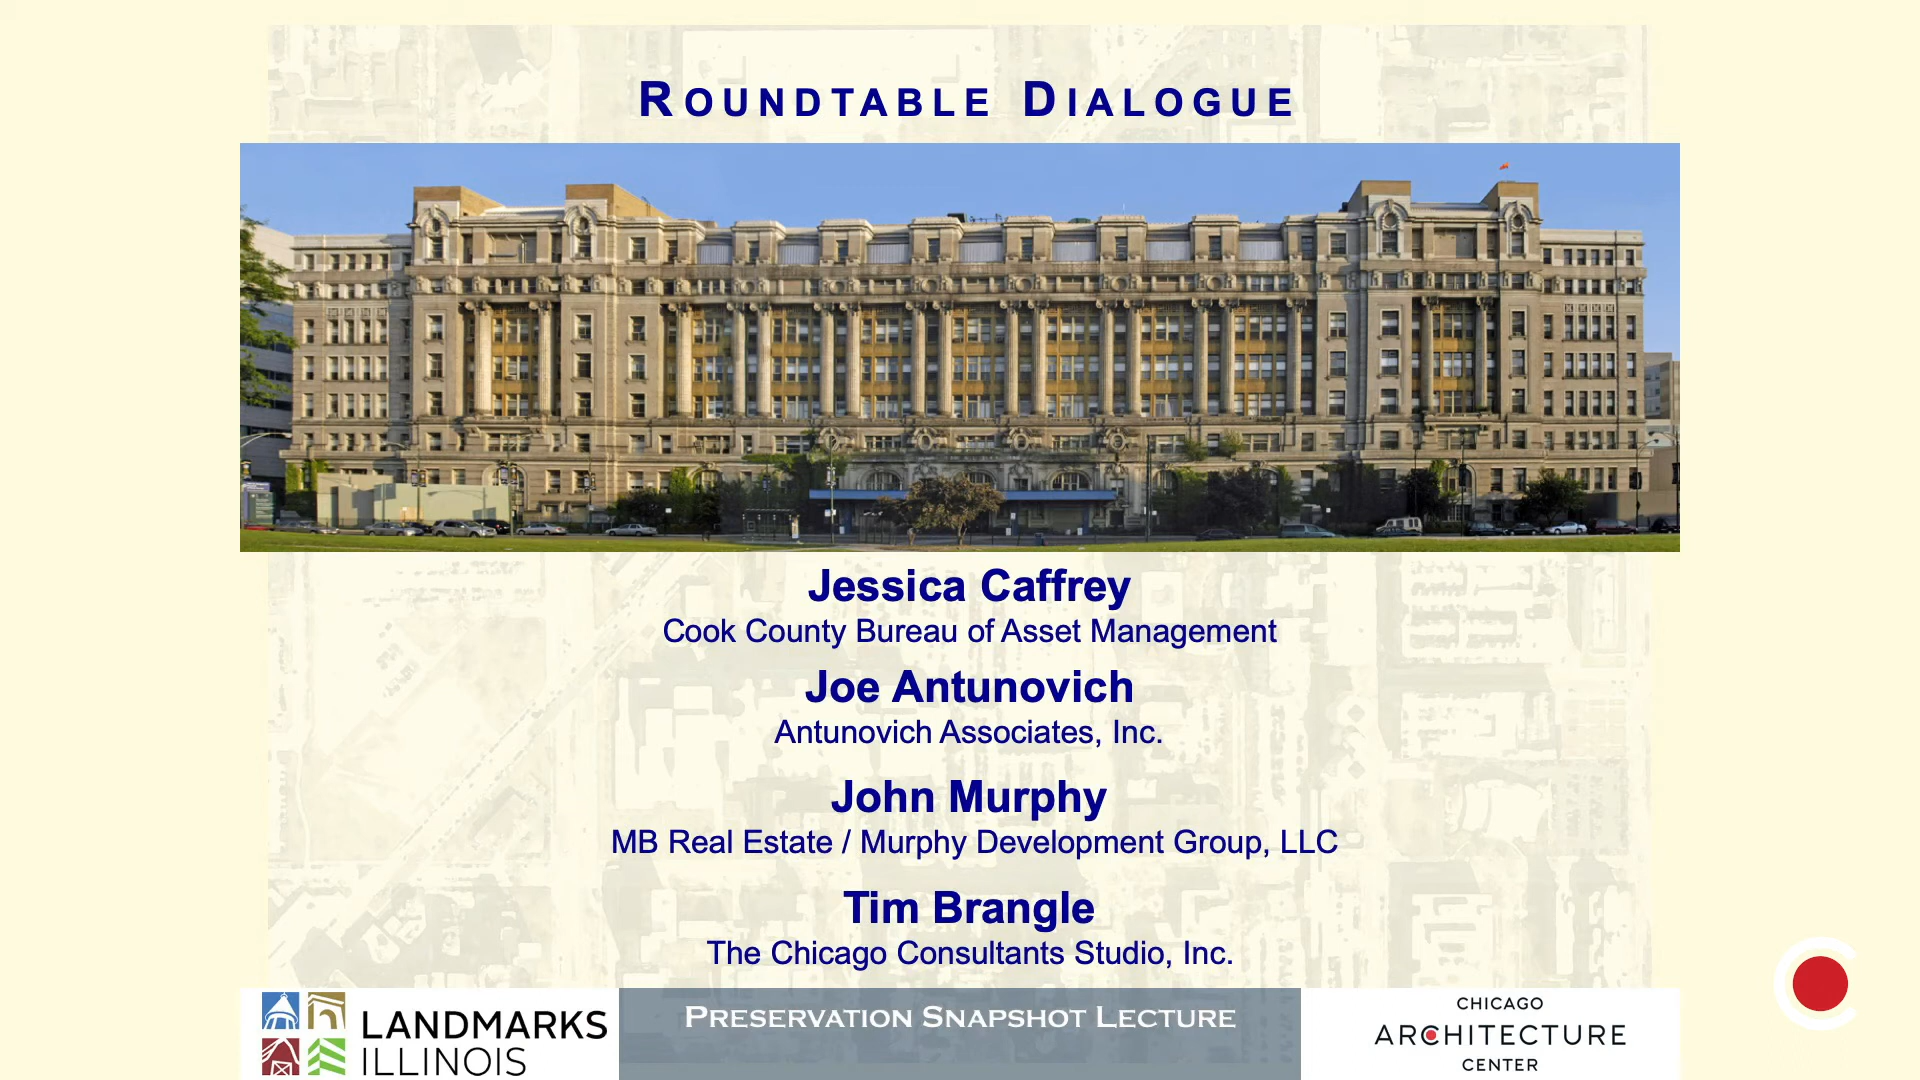 ROUNDTABLE DIALOGUE
Jessica Caffrey
Cook County Bureau of Asset Management
Joe Antunovich
Antunovich Associates, Inc.
John Murphy
MB Real Estate / Murphy Development Group, LLC
Tim Brangle
The Chicago Consultants Studio, Inc.
LANDMARKS
ILLINOIS
PRESERVATION SNAPSHOT LECTURE
CHICAGO
ARCHITECTURE
CENTER